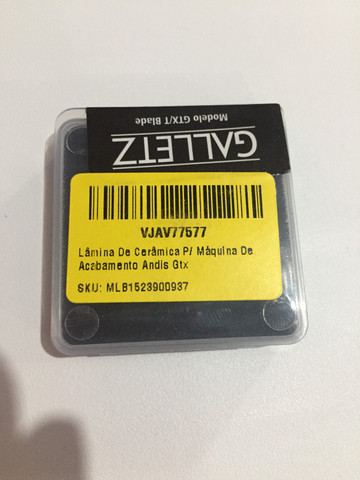 Modelo GTX/T Blade
GALLETZ
VJAV77577
Lâmina De Cerâmica P/ Máquina De
Acabamento Andis Gtx
SKU: MLB1523900937